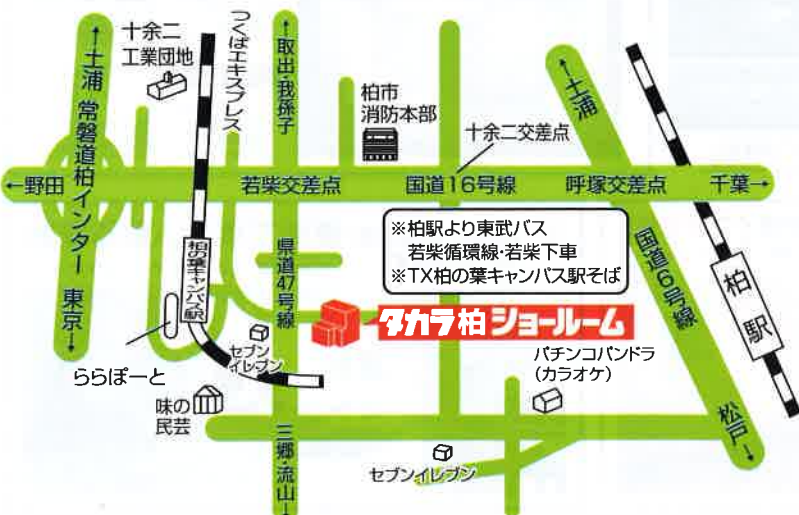 十余二
工業団地
つくばエキスプレス
←土浦 常磐道柏インター 東京→
↑取出・我孫子
柏市
消防本部
十余二交差点
←土浦
←野田
若柴交差点
国道16号線
呼塚交差点
千葉→
※柏駅より東武バス
若柴循環線・若柴下車
※TX柏の葉キャンパス駅そば
柏の葉キャンパス駅
県道47号線
国道6号線
柏駅
タカラ柏ショールーム
ららぽーと
セブン
イレブン
パチンコパンドラ
(カラオケ)
味の
民芸
三郷・流山→
セブンイレブン
松戸→